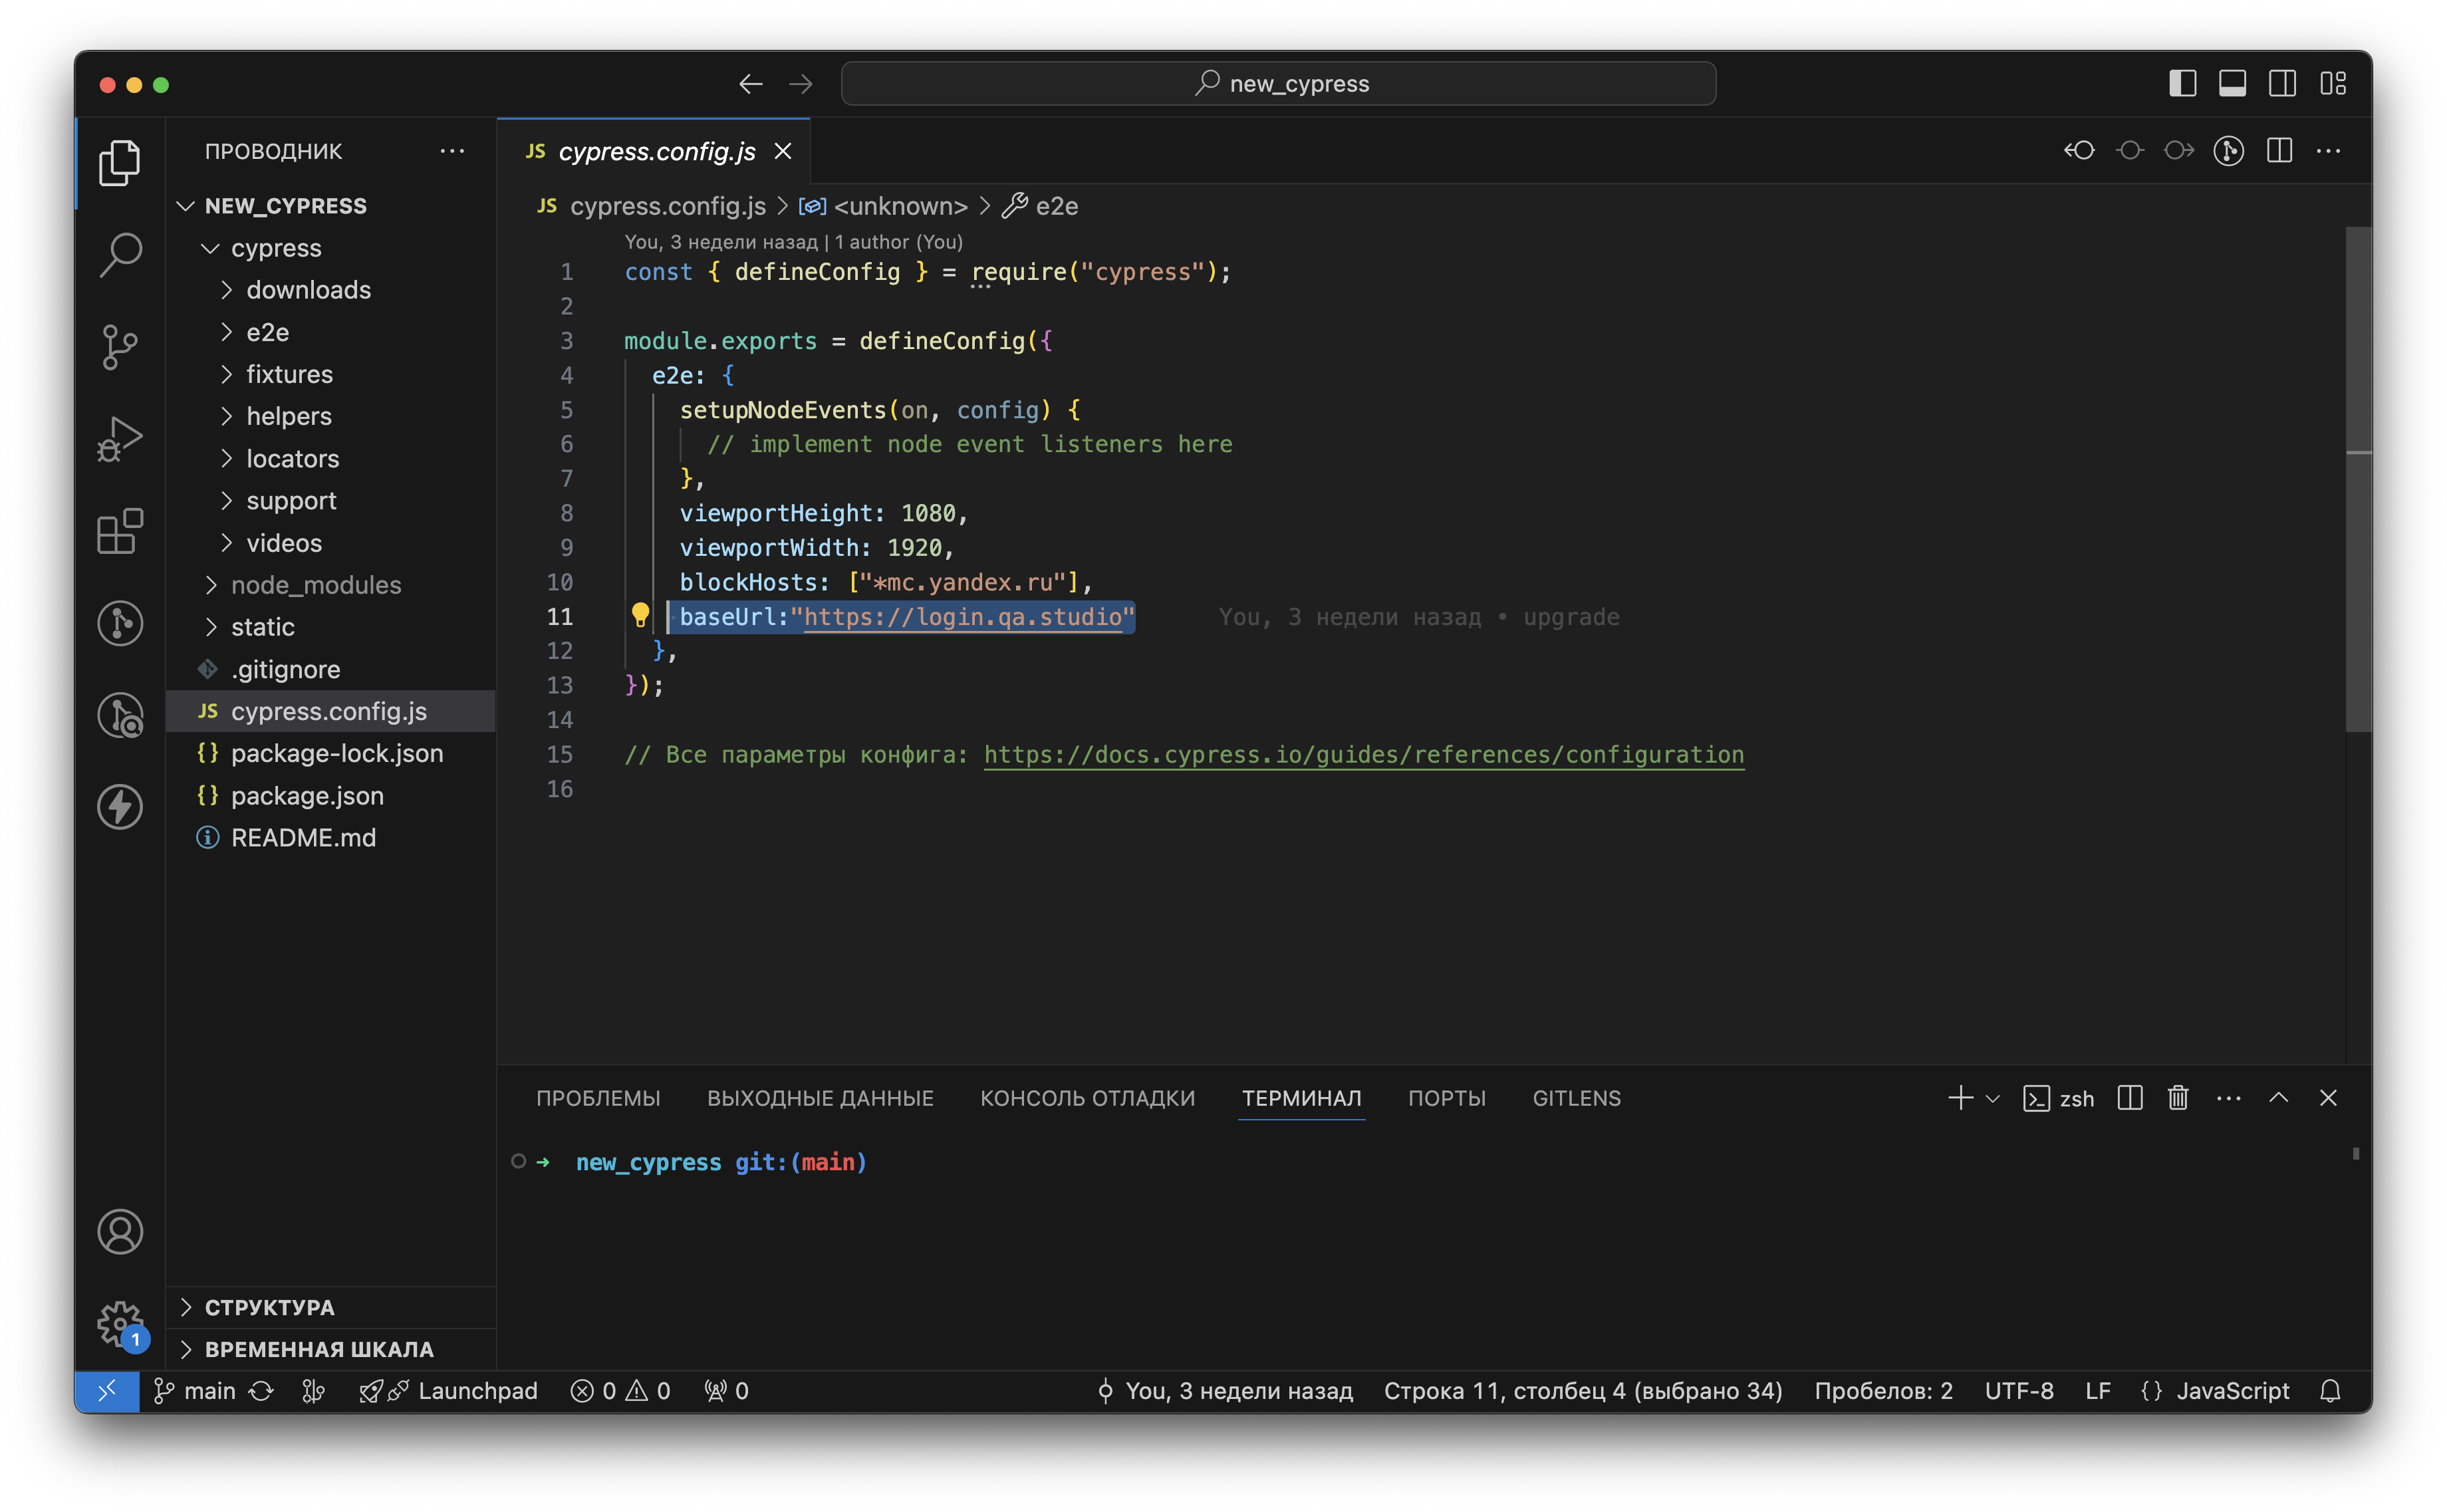 new_cypress
ПРОВОДНИК
NEW_CYPRESS
cypress
downloads
e2e
fixtures
helpers
locators
support
videos
node_modules
static
.gitignore
JS cypress.config.js
{} package-lock.json
{} package.json
README.md
СТРУКТУРА
ВРЕМЕННАЯ ШКАЛА
JS cypress.config.js
JS cypress.config.js > <unknown> > e2e
You, 3 недели назад | 1 author (You)
1 const { defineConfig } = require("cypress");
2
3 module.exports = defineConfig({
4 e2e: {
5 setupNodeEvents(on, config) {
6 // implement node event listeners here
7 },
8 viewportHeight: 1080,
9 viewportWidth: 1920,
10 blockHosts: ["*mc.yandex.ru"],
11 baseUrl:"https://login.qa.studio" You, 3 недели назад • upgrade
12 },
13 });
14
15 // Все параметры конфига: https://docs.cypress.io/guides/references/configuration
16
ПРОБЛЕМЫ ВЫХОДНЫЕ ДАННЫЕ КОНСОЛЬ ОТЛАДКИ ТЕРМИНАЛ ПОРТЫ GITLENS zsh
→ new_cypress git:(main)
1
main Launchpad 0 0 0 You, 3 недели назад Строка 11, столбец 4 (выбрано 34) Пробелов: 2 UTF-8 LF {} JavaScript